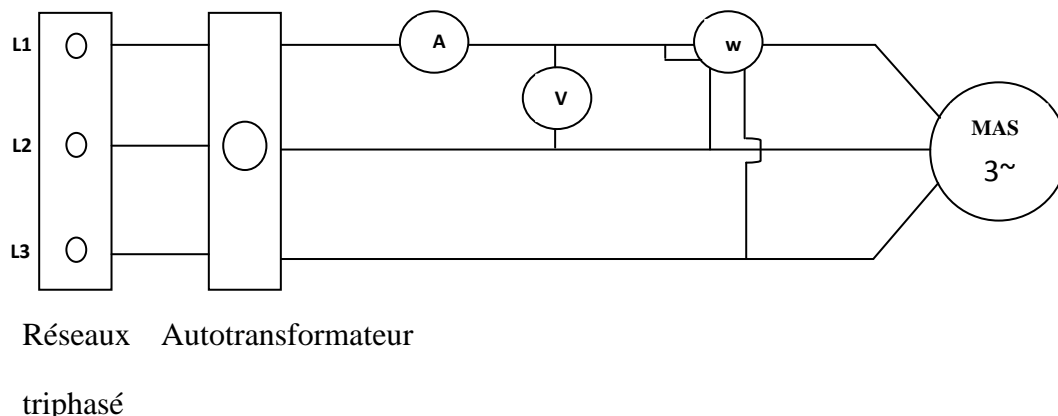 L1
A
w
V
L2
MAS
3~
L3
Réseaux Autotransformateur
triphasé